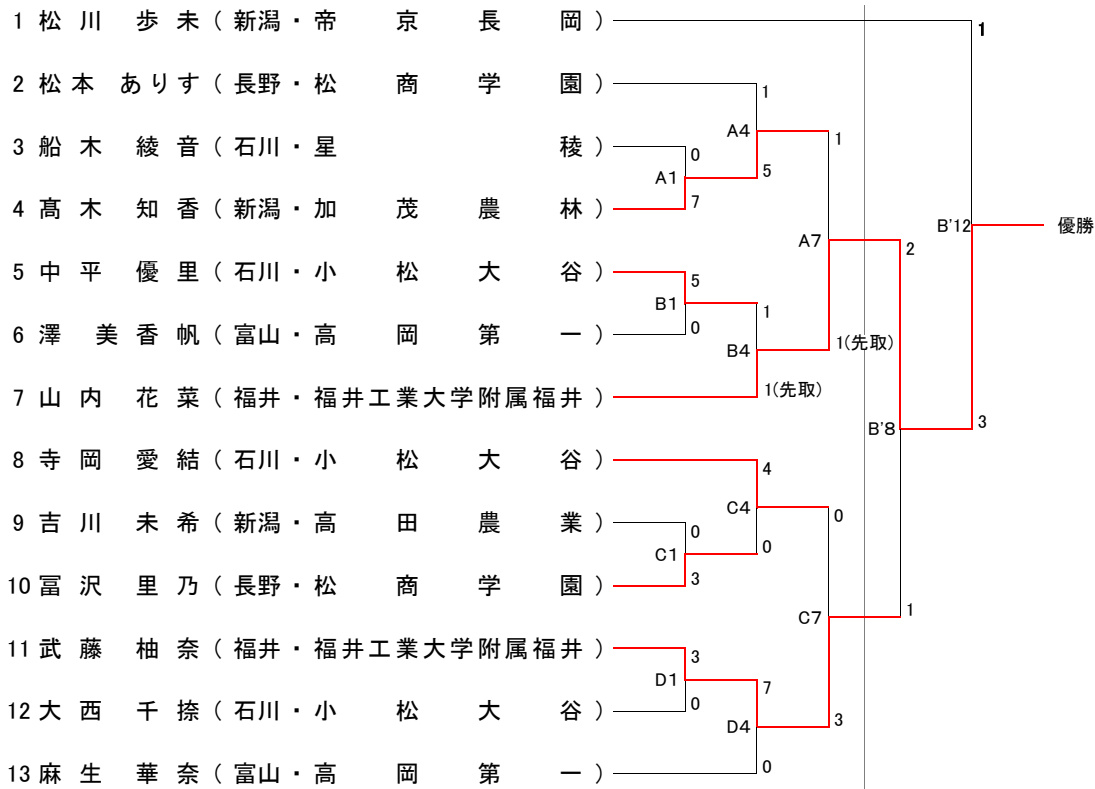 1 松川 歩未 (新潟・帝京長岡)
1
2 松本 ありす (長野・松商学園)
1
A4
1
3 船木 綾音 (石川・星稜)
0
A1
5
4 髙木 知香 (新潟・加茂農林)
7
A7
2
B'12
優勝
5 中平 優里 (石川・小松大谷)
5
B1
1
6 澤 美香帆 (富山・高岡第一)
0
B4
1(先取)
7 山内 花菜 (福井・福井工業大学附属福井)
1(先取)
B'8
3
8 寺岡 愛結 (石川・小松大谷)
4
C4
0
9 吉川 未希 (新潟・高田農業)
0
C1
0
10 冨沢 里乃 (長野・松商学園)
3
C7
1
11 武藤 柚奈 (福井・福井工業大学附属福井)
3
D1
7
12 大西 千捺 (石川・小松大谷)
0
D4
3
13 麻生 華奈 (富山・高岡第一)
0